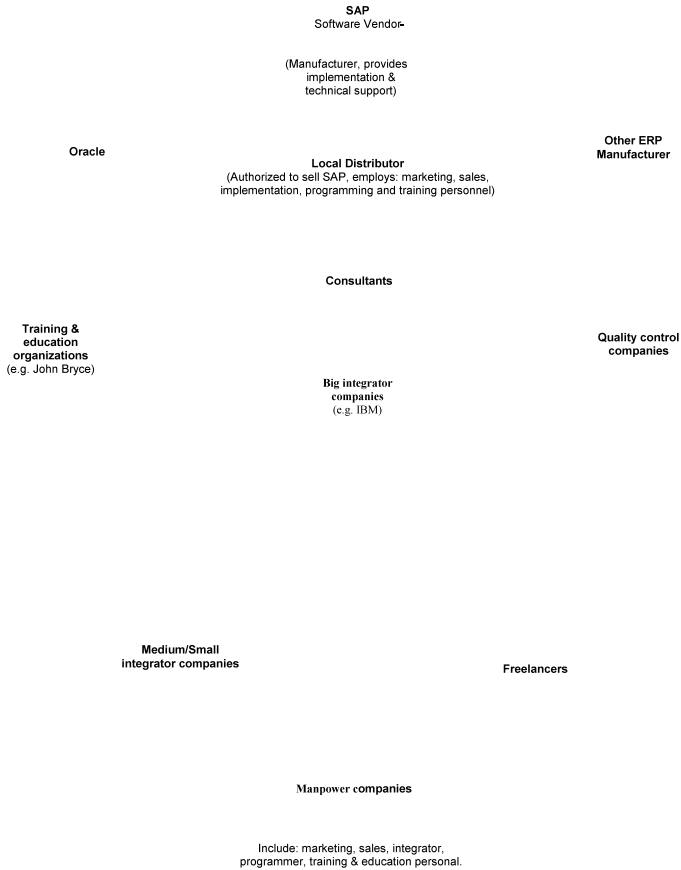 SAP
Software Vendor-
(Manufacturer, provides
implementation &
technical support)
Oracle
Other ERP
Manufacturer
Local Distributor
(Authorized to sell SAP, employs: marketing, sales,
implementation, programming and training personnel)
Consultants
Training &
education
organizations
(e.g. John Bryce)
Quality control
companies
Big integrator
companies
(e.g. IBM)
Medium/Small
integrator companies
Freelancers
Manpower companies
Include: marketing, sales, integrator,
programmer, training & education personal.